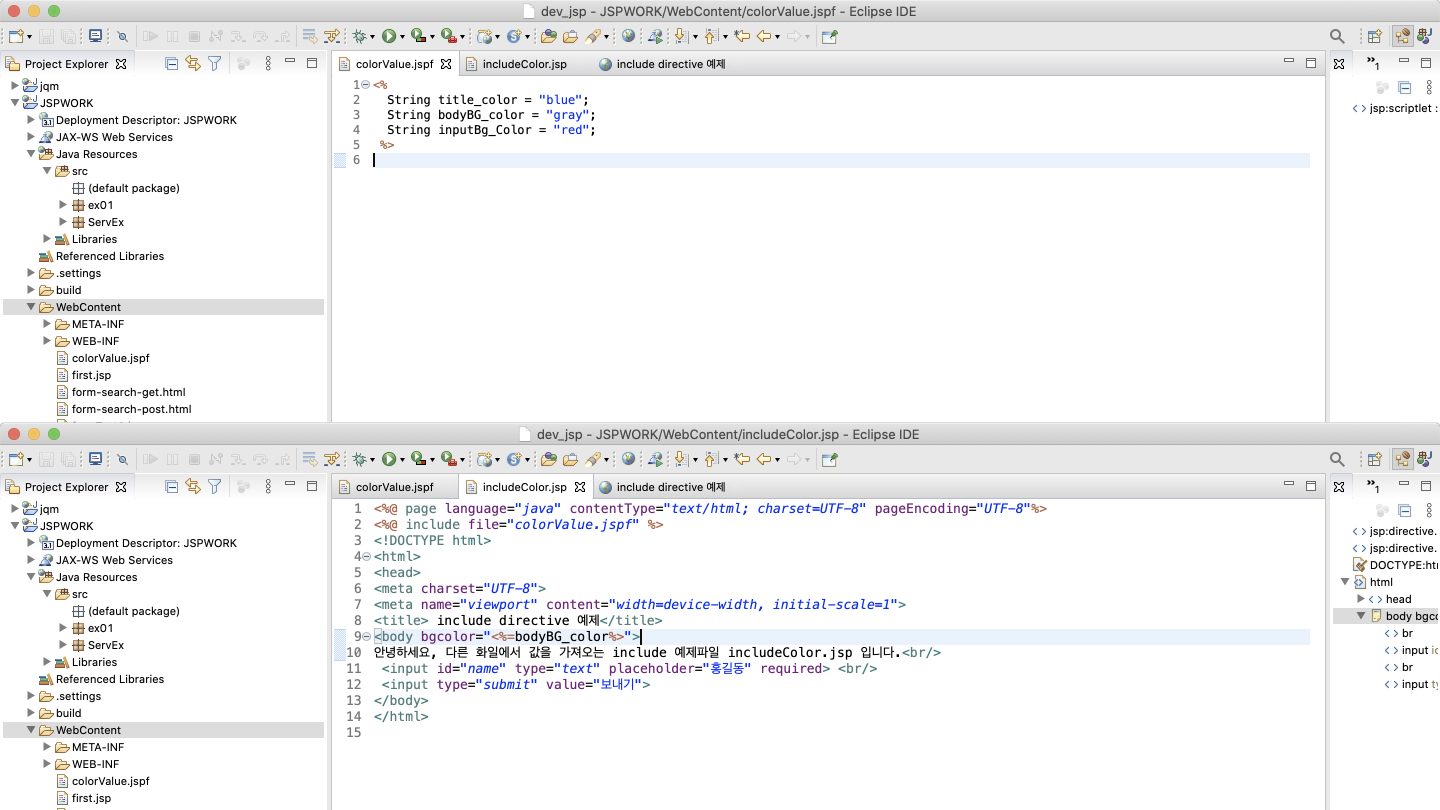 dev_jsp - JSPWORK/WebContent/colorValue.jspf - Eclipse IDE
Project Explorer
colorValue.jspf
includeColor.jsp
include directive 예제
1
jqm
JSPWORK
Deployment Descriptor: JSPWORK
JAX-WS Web Services
Java Resources
src
(default package)
ex01
ServEx
Libraries
Referenced Libraries
.settings
build
WebContent
META-INF
WEB-INF
colorValue.jspf
first.jsp
form-search-get.html
form-search-post.html
1 <%
2 String title_color = "blue";
3 String bodyBG_color = "gray";
4 String inputBg_Color = "red";
5 %>
6
jsp:scriptlet :
dev_jsp - JSPWORK/WebContent/includeColor.jsp - Eclipse IDE
Project Explorer
colorValue.jspf
includeColor.jsp
include directive 예제
1
jqm
JSPWORK
Deployment Descriptor: JSPWORK
JAX-WS Web Services
Java Resources
src
(default package)
ex01
ServEx
Libraries
Referenced Libraries
.settings
build
WebContent
META-INF
WEB-INF
colorValue.jspf
first.jsp
1 <%@ page language="java" contentType="text/html; charset=UTF-8" pageEncoding="UTF-8"%>
2 <%@ include file="colorValue.jspf" %>
3 <!DOCTYPE html>
4 <html>
5 <head>
6 <meta charset="UTF-8">
7 <meta name="viewport" content="width=device-width, initial-scale=1">
8 <title> include directive 예제</title>
9 <body bgcolor="<%=bodyBG_color%>">
10 안녕하세요, 다른 화일에서 값을 가져오는 include 예제파일 includeColor.jsp 입니다.<br/>
11 <input id="name" type="text" placeholder="홍길동" required> <br/>
12 <input type="submit" value="보내기">
13 </body>
14 </html>
15
jsp:directive.
jsp:directive.
DOCTYPE:ht
html
head
body bgc
br
input
br
input